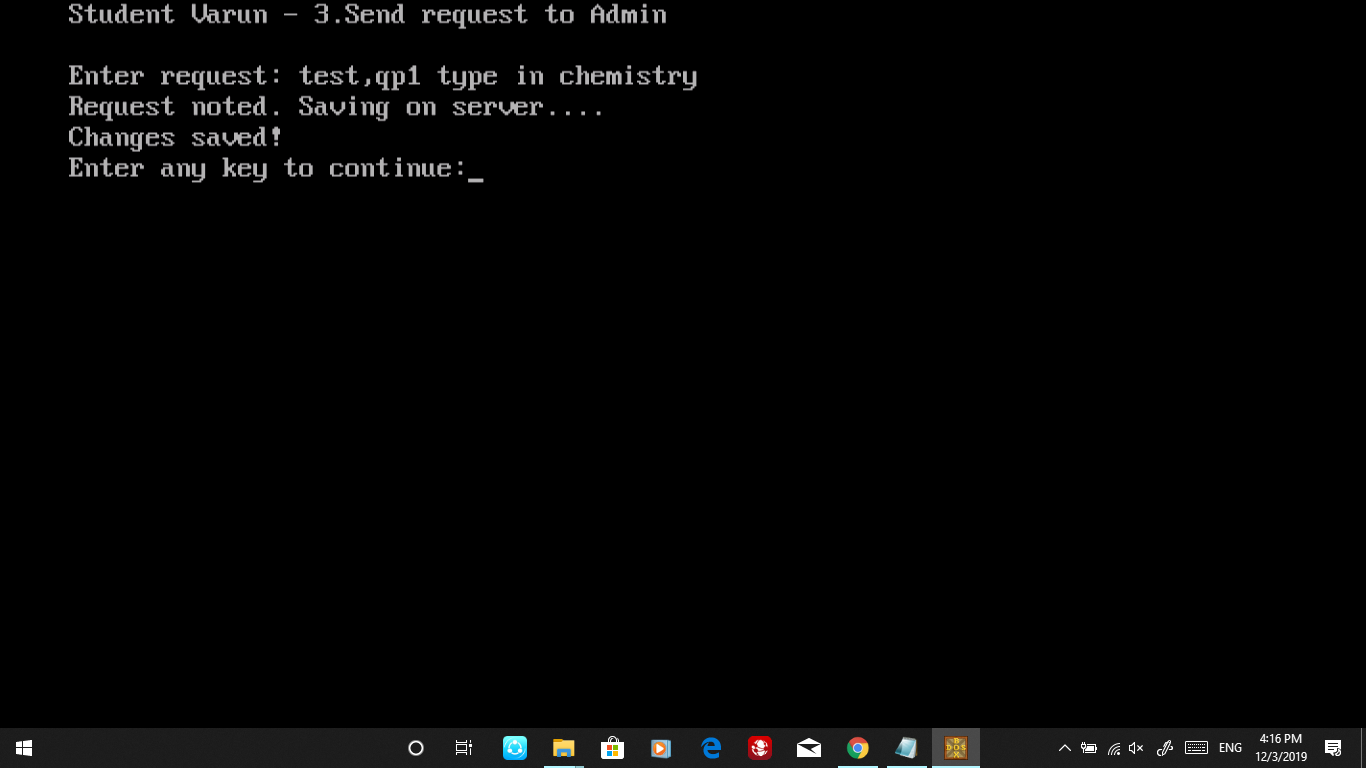 Student Varun - 3.Send request to Admin
Enter request: test,qp1 type in chemistry
Request noted. Saving on server....
Changes saved!
Enter any key to continue:_
ENG
4:16 PM
12/3/2019